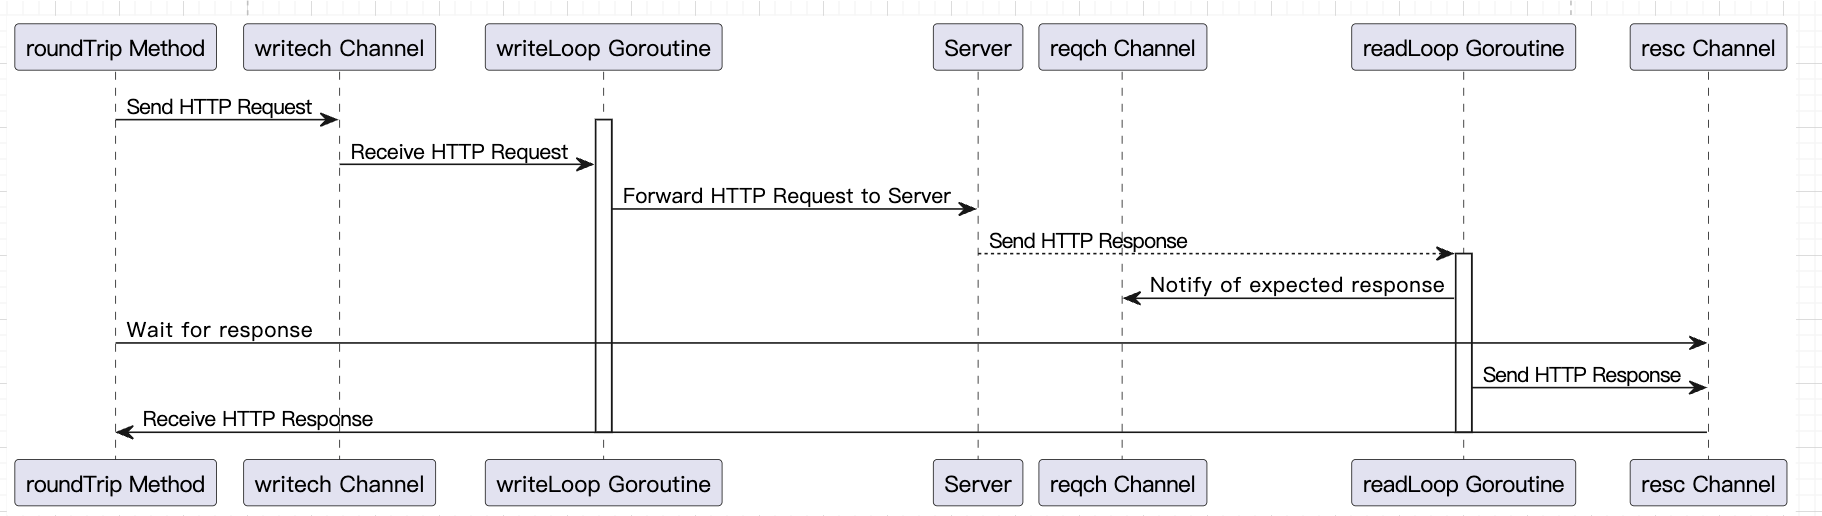 roundTrip Method
writech Channel
writeLoop Goroutine
Server
reqch Channel
readLoop Goroutine
resc Channel
Send HTTP Request
Receive HTTP Request
Forward HTTP Request to Server
Send HTTP Response
Notify of expected response
Wait for response
Send HTTP Response
Receive HTTP Response
roundTrip Method
writech Channel
writeLoop Goroutine
Server
reqch Channel
readLoop Goroutine
resc Channel